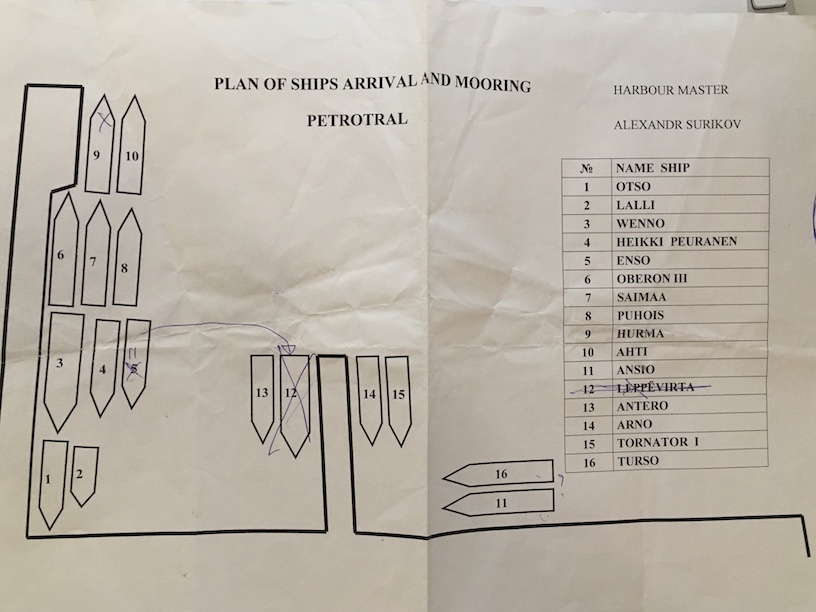 PLAN OF SHIPS ARRIVAL AND MOORING
PETROTRAL
HARBOUR MASTER
ALEXANDR SURIKOV
№ NAME SHIP
1 OTSO
2 LALLI
3 WENNO
4 HEIKKI PEURANEN
5 ENSO
6 OBERON III
7 SAIMAA
8 PUHOIS
9 HURMA
10 AHTI
11 ANSIO
12 LEPPËVIRTA
13 ANTERO
14 ARNO
15 TORNATOR I
16 TURSO
9 10
6 7 8
3 4 5
13 12 14 15
1 2
16
11